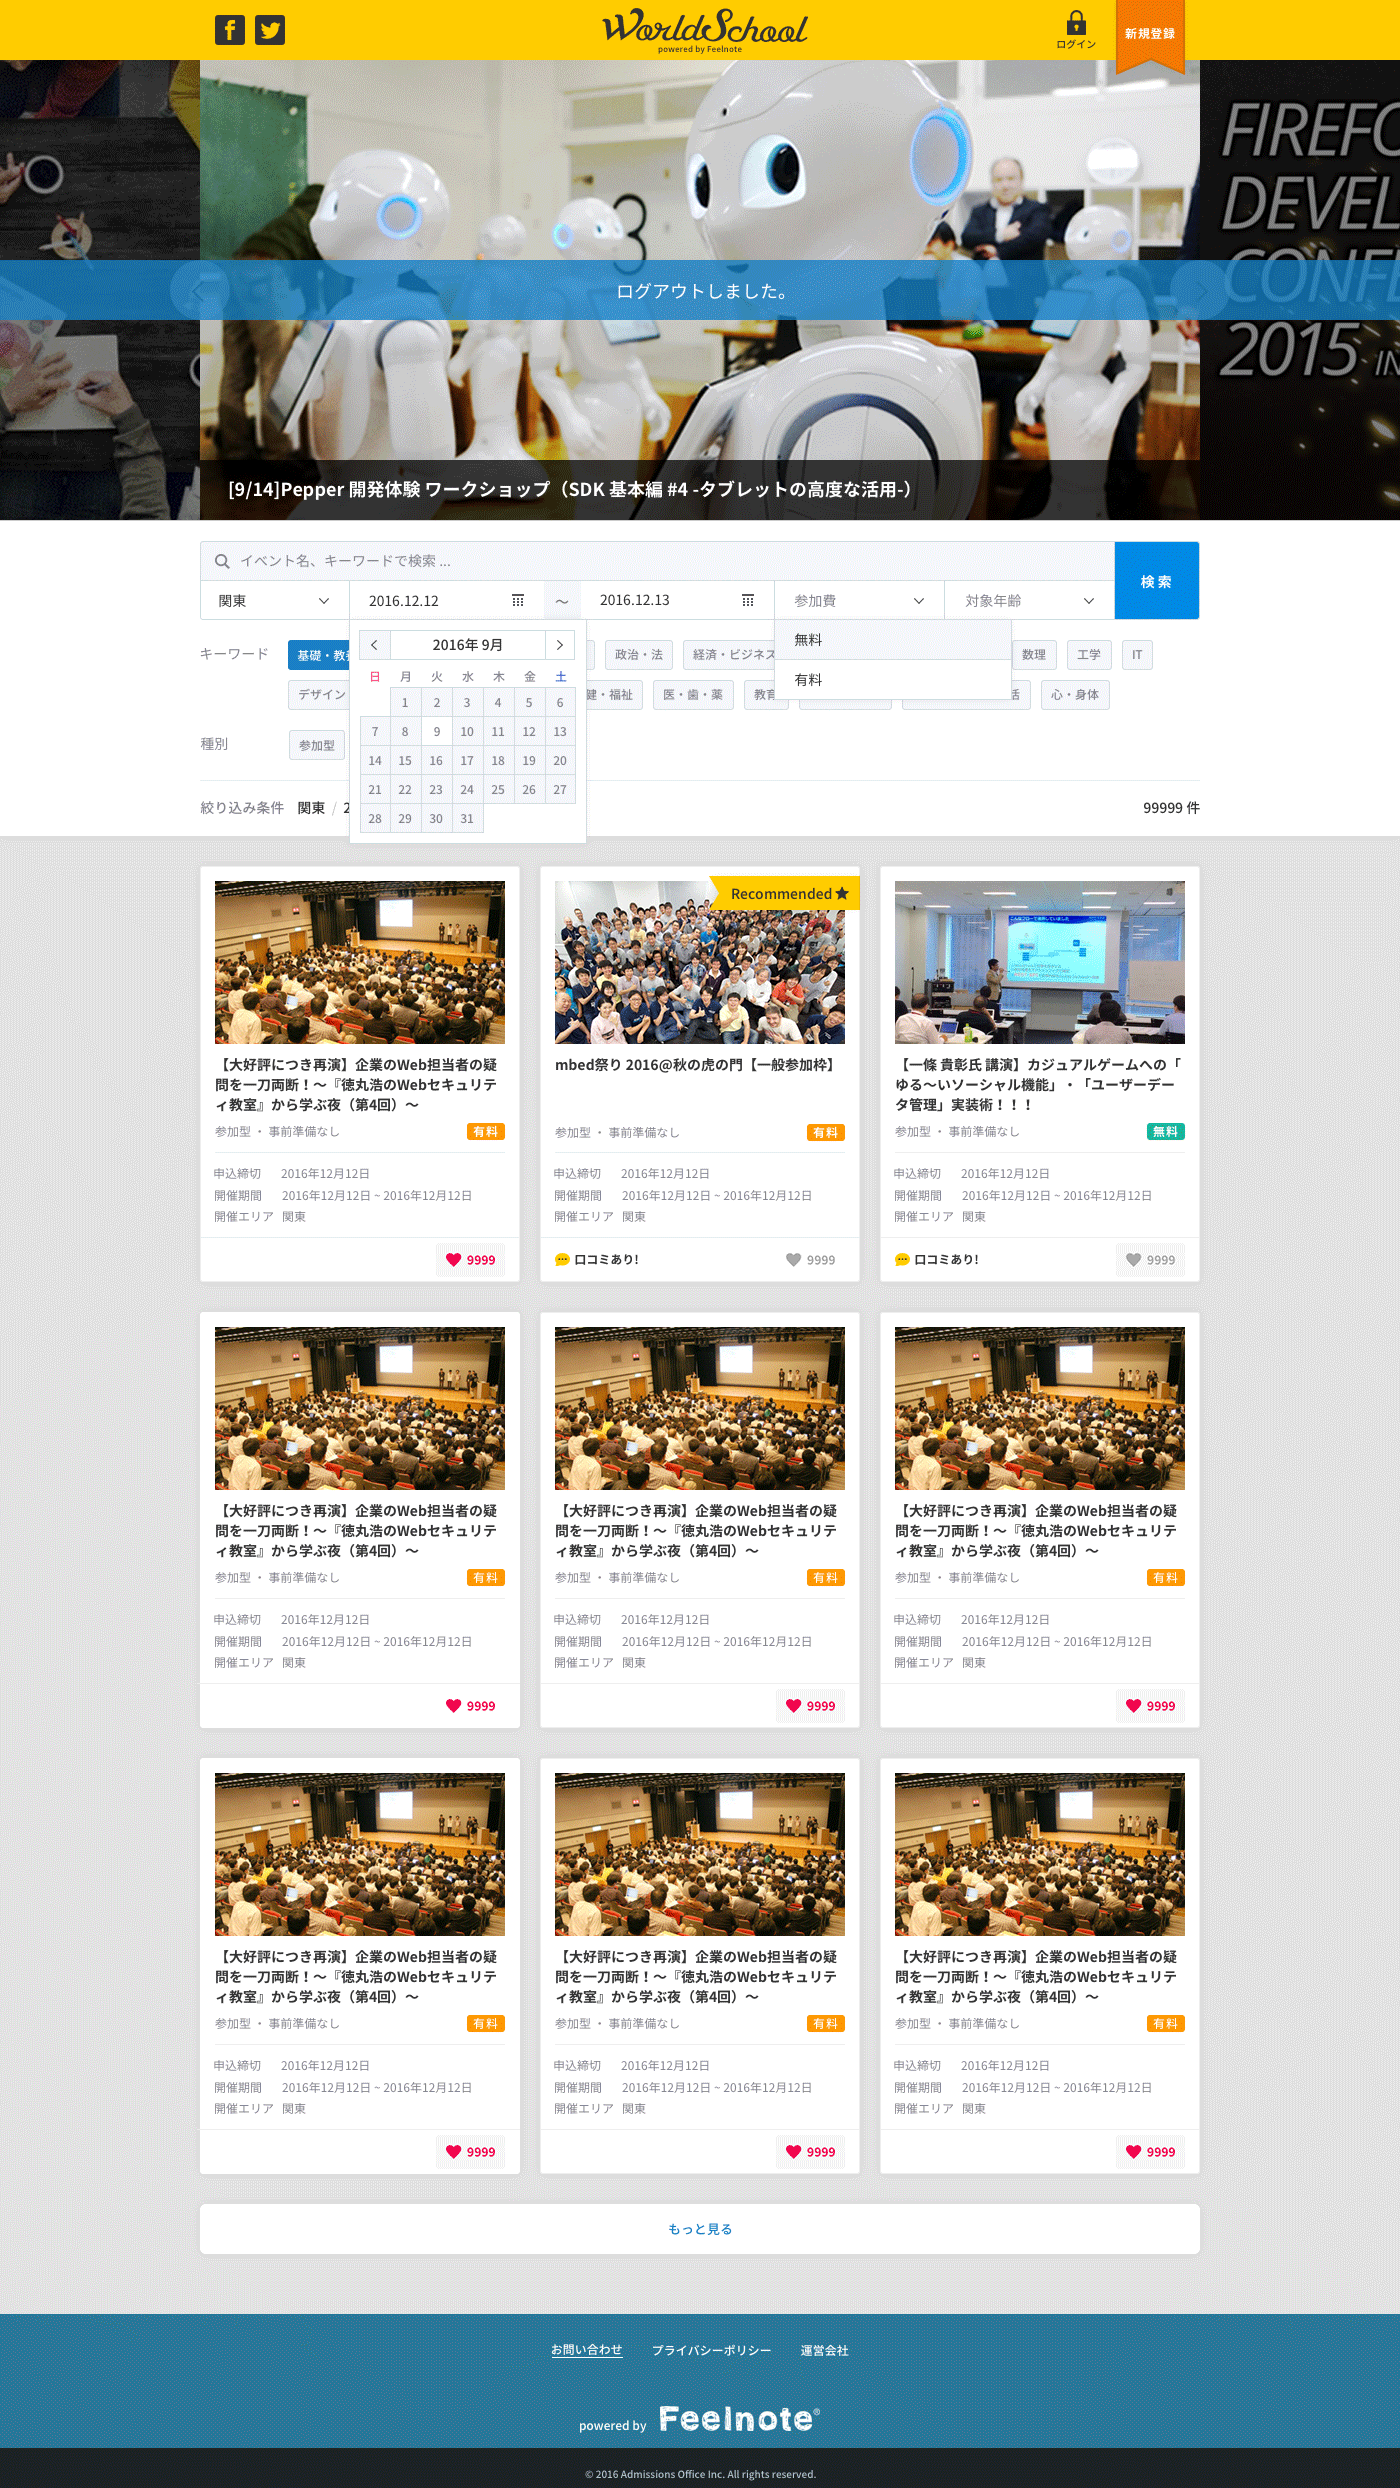 WorldSchool
powered by Feelnote
ログイン
新規登録
FIREFO
DEVEL
CONF
2015 IN
ログアウトしました。
[9/14]Pepper 開発体験 ワークショップ（SDK 基本編 #4 -タブレットの高度な活用-）
イベント名、キーワードで検索 ...
検 索
関東
2016.12.12
～
2016.12.13
参加費
対象年齢
無料
有料
2016年 9月
日 月 火 水 木 金 土
1 2 3 4 5 6
7 8 9 10 11 12 13
14 15 16 17 18 19 20
21 22 23 24 25 26 27
28 29 30 31
キーワード
基礎・教
政治・法
経済・ビジネス
数理
工学
IT
デザイン
健・福祉
医・歯・薬
教育
活
心・身体
種別
参加型
絞り込み条件 関東 / 2
99999 件
【大好評につき再演】企業のWeb担当者の疑
問を一刀両断！～『徳丸浩のWebセキュリテ
ィ教室』から学ぶ夜（第4回）～
参加型 ・ 事前準備なし
有料
申込締切 2016年12月12日
開催期間 2016年12月12日 ~ 2016年12月12日
開催エリア 関東
9999
Recommended
mbed祭り 2016@秋の虎の門【一般参加枠】
参加型 ・ 事前準備なし
有料
申込締切 2016年12月12日
開催期間 2016年12月12日 ~ 2016年12月12日
開催エリア 関東
口コミあり!
9999
【一條 貴彰氏 講演】カジュアルゲームへの「
ゆる～いソーシャル機能」・「ユーザーデー
タ管理」実装術！！！
参加型 ・ 事前準備なし
無料
申込締切 2016年12月12日
開催期間 2016年12月12日 ~ 2016年12月12日
開催エリア 関東
口コミあり!
9999
【大好評につき再演】企業のWeb担当者の疑
問を一刀両断！～『徳丸浩のWebセキュリテ
ィ教室』から学ぶ夜（第4回）～
参加型 ・ 事前準備なし
有料
申込締切 2016年12月12日
開催期間 2016年12月12日 ~ 2016年12月12日
開催エリア 関東
9999
【大好評につき再演】企業のWeb担当者の疑
問を一刀両断！～『徳丸浩のWebセキュリテ
ィ教室』から学ぶ夜（第4回）～
参加型 ・ 事前準備なし
有料
申込締切 2016年12月12日
開催期間 2016年12月12日 ~ 2016年12月12日
開催エリア 関東
9999
【大好評につき再演】企業のWeb担当者の疑
問を一刀両断！～『徳丸浩のWebセキュリテ
ィ教室』から学ぶ夜（第4回）～
参加型 ・ 事前準備なし
有料
申込締切 2016年12月12日
開催期間 2016年12月12日 ~ 2016年12月12日
開催エリア 関東
9999
【大好評につき再演】企業のWeb担当者の疑
問を一刀両断！～『徳丸浩のWebセキュリテ
ィ教室』から学ぶ夜（第4回）～
参加型 ・ 事前準備なし
有料
申込締切 2016年12月12日
開催期間 2016年12月12日 ~ 2016年12月12日
開催エリア 関東
9999
【大好評につき再演】企業のWeb担当者の疑
問を一刀両断！～『徳丸浩のWebセキュリテ
ィ教室』から学ぶ夜（第4回）～
参加型 ・ 事前準備なし
有料
申込締切 2016年12月12日
開催期間 2016年12月12日 ~ 2016年12月12日
開催エリア 関東
9999
【大好評につき再演】企業のWeb担当者の疑
問を一刀両断！～『徳丸浩のWebセキュリテ
ィ教室』から学ぶ夜（第4回）～
参加型 ・ 事前準備なし
有料
申込締切 2016年12月12日
開催期間 2016年12月12日 ~ 2016年12月12日
開催エリア 関東
9999
もっと見る
お問い合わせ
プライバシーポリシー
運営会社
powered by Feelnote®
© 2016 Admissions Office Inc. All rights reserved.